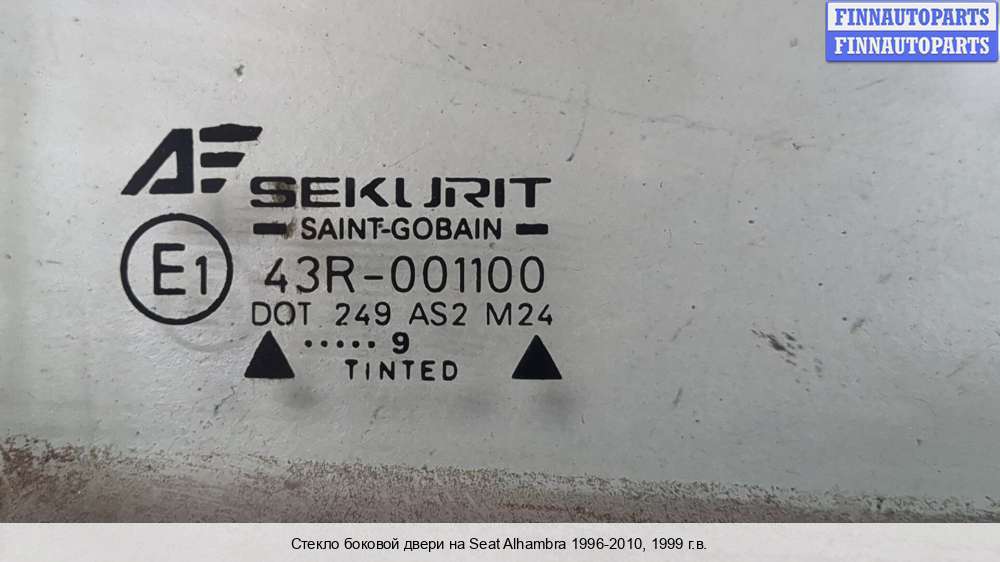 FINNAUTOPARTS
FINNAUTOPARTS
AE
SEKURIT
SAINT-GOBAIN
E1
43R-001100
DOT 249 AS2 M24
..... 9
TINTED
Стекло боковой двери на Seat Alhambra 1996-2010, 1999 г.в.